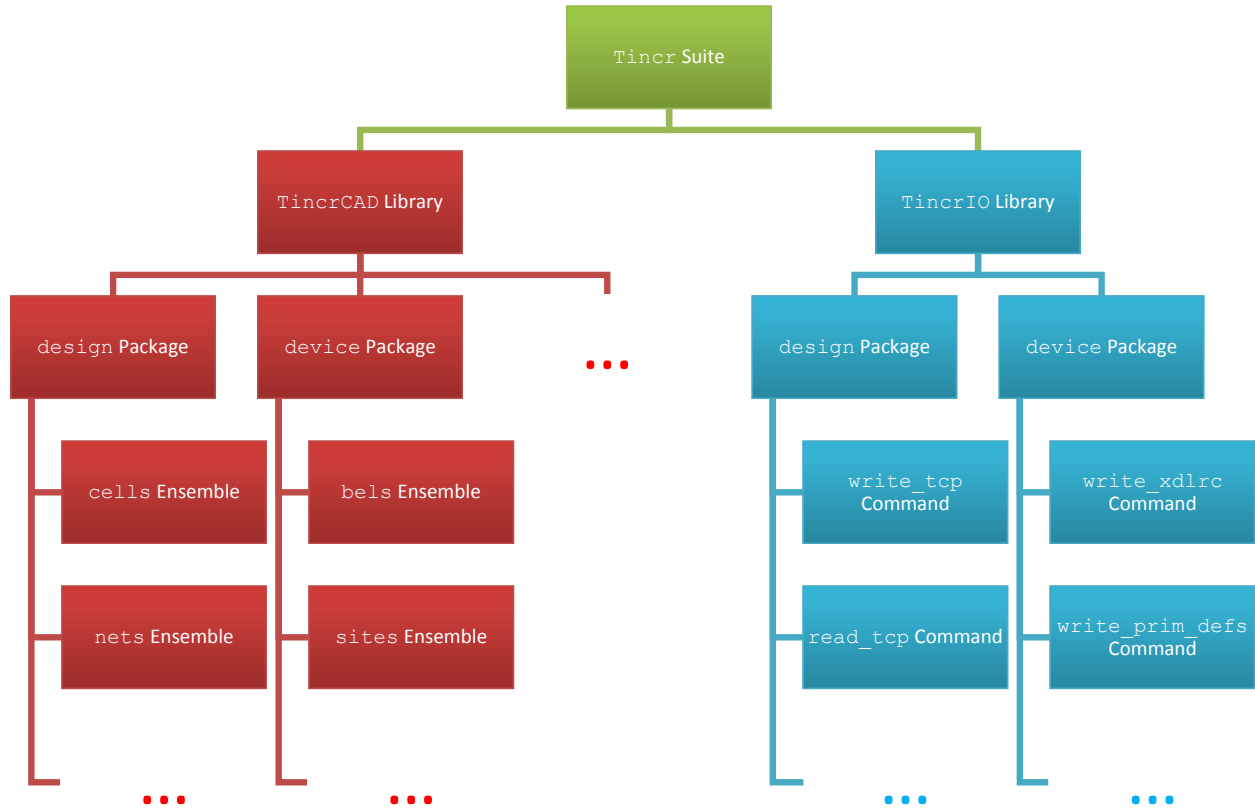 Tincr Suite
TincrCAD Library
TincrIO Library
design Package
device Package
...
design Package
device Package
cells Ensemble
bels Ensemble
write_tcp
Command
write_xdlrc
Command
nets Ensemble
sites Ensemble
read_tcp Command
write_prim_defs
Command
...
...
...
...